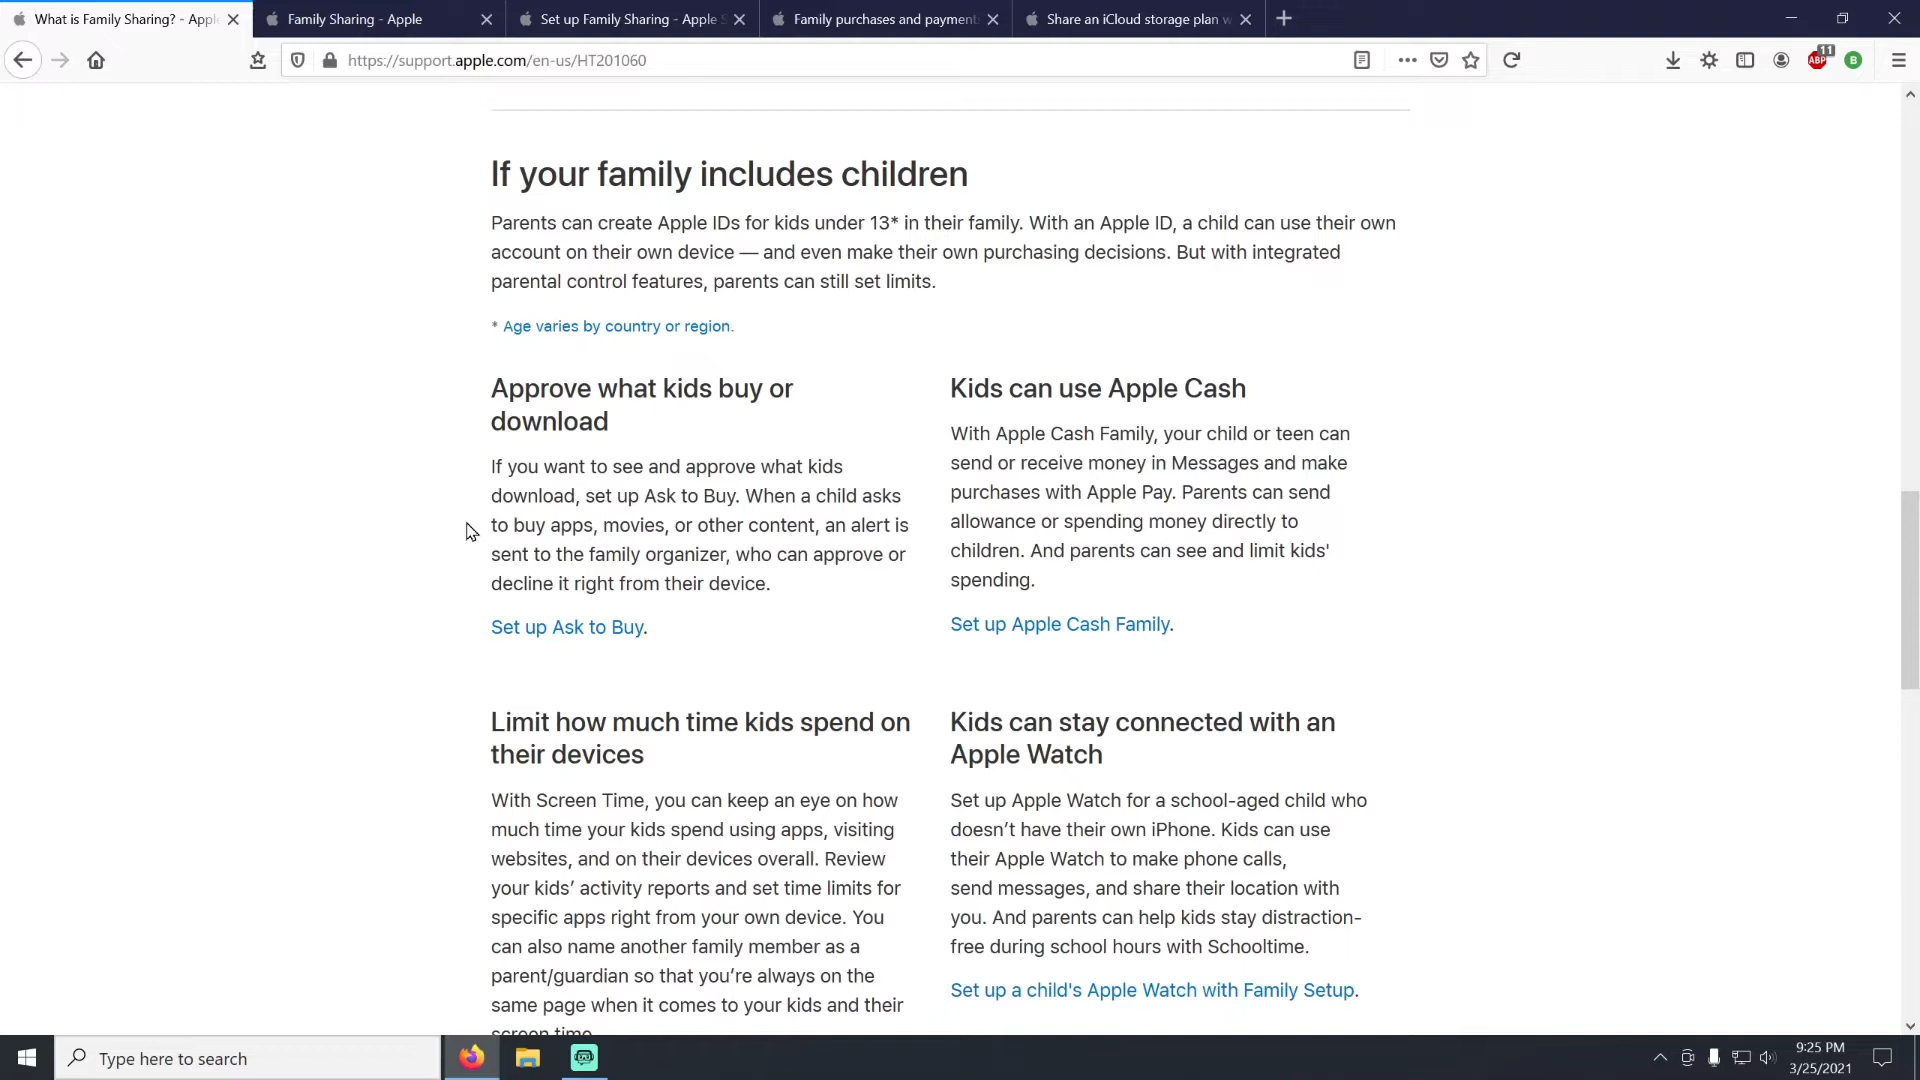 What is Family Sharing? - Appl
Family Sharing - Apple
Set up Family Sharing - Apple S
Family purchases and payment
Share an iCloud storage plan w
https://support.apple.com/en-us/HT201060
11
ABP
B
If your family includes children
Parents can create Apple IDs for kids under 13* in their family. With an Apple ID, a child can use their own
account on their own device — and even make their own purchasing decisions. But with integrated
parental control features, parents can still set limits.
* Age varies by country or region.
Approve what kids buy or
download
If you want to see and approve what kids
download, set up Ask to Buy. When a child asks
to buy apps, movies, or other content, an alert is
sent to the family organizer, who can approve or
decline it right from their device.
Set up Ask to Buy.
Kids can use Apple Cash
With Apple Cash Family, your child or teen can
send or receive money in Messages and make
purchases with Apple Pay. Parents can send
allowance or spending money directly to
children. And parents can see and limit kids'
spending.
Set up Apple Cash Family.
Limit how much time kids spend on
their devices
With Screen Time, you can keep an eye on how
much time your kids spend using apps, visiting
websites, and on their devices overall. Review
your kids’ activity reports and set time limits for
specific apps right from your own device. You
can also name another family member as a
parent/guardian so that you’re always on the
same page when it comes to your kids and their
screen time.
Kids can stay connected with an
Apple Watch
Set up Apple Watch for a school-aged child who
doesn’t have their own iPhone. Kids can use
their Apple Watch to make phone calls,
send messages, and share their location with
you. And parents can help kids stay distraction-
free during school hours with Schooltime.
Set up a child's Apple Watch with Family Setup.
Type here to search
9:25 PM
3/25/2021